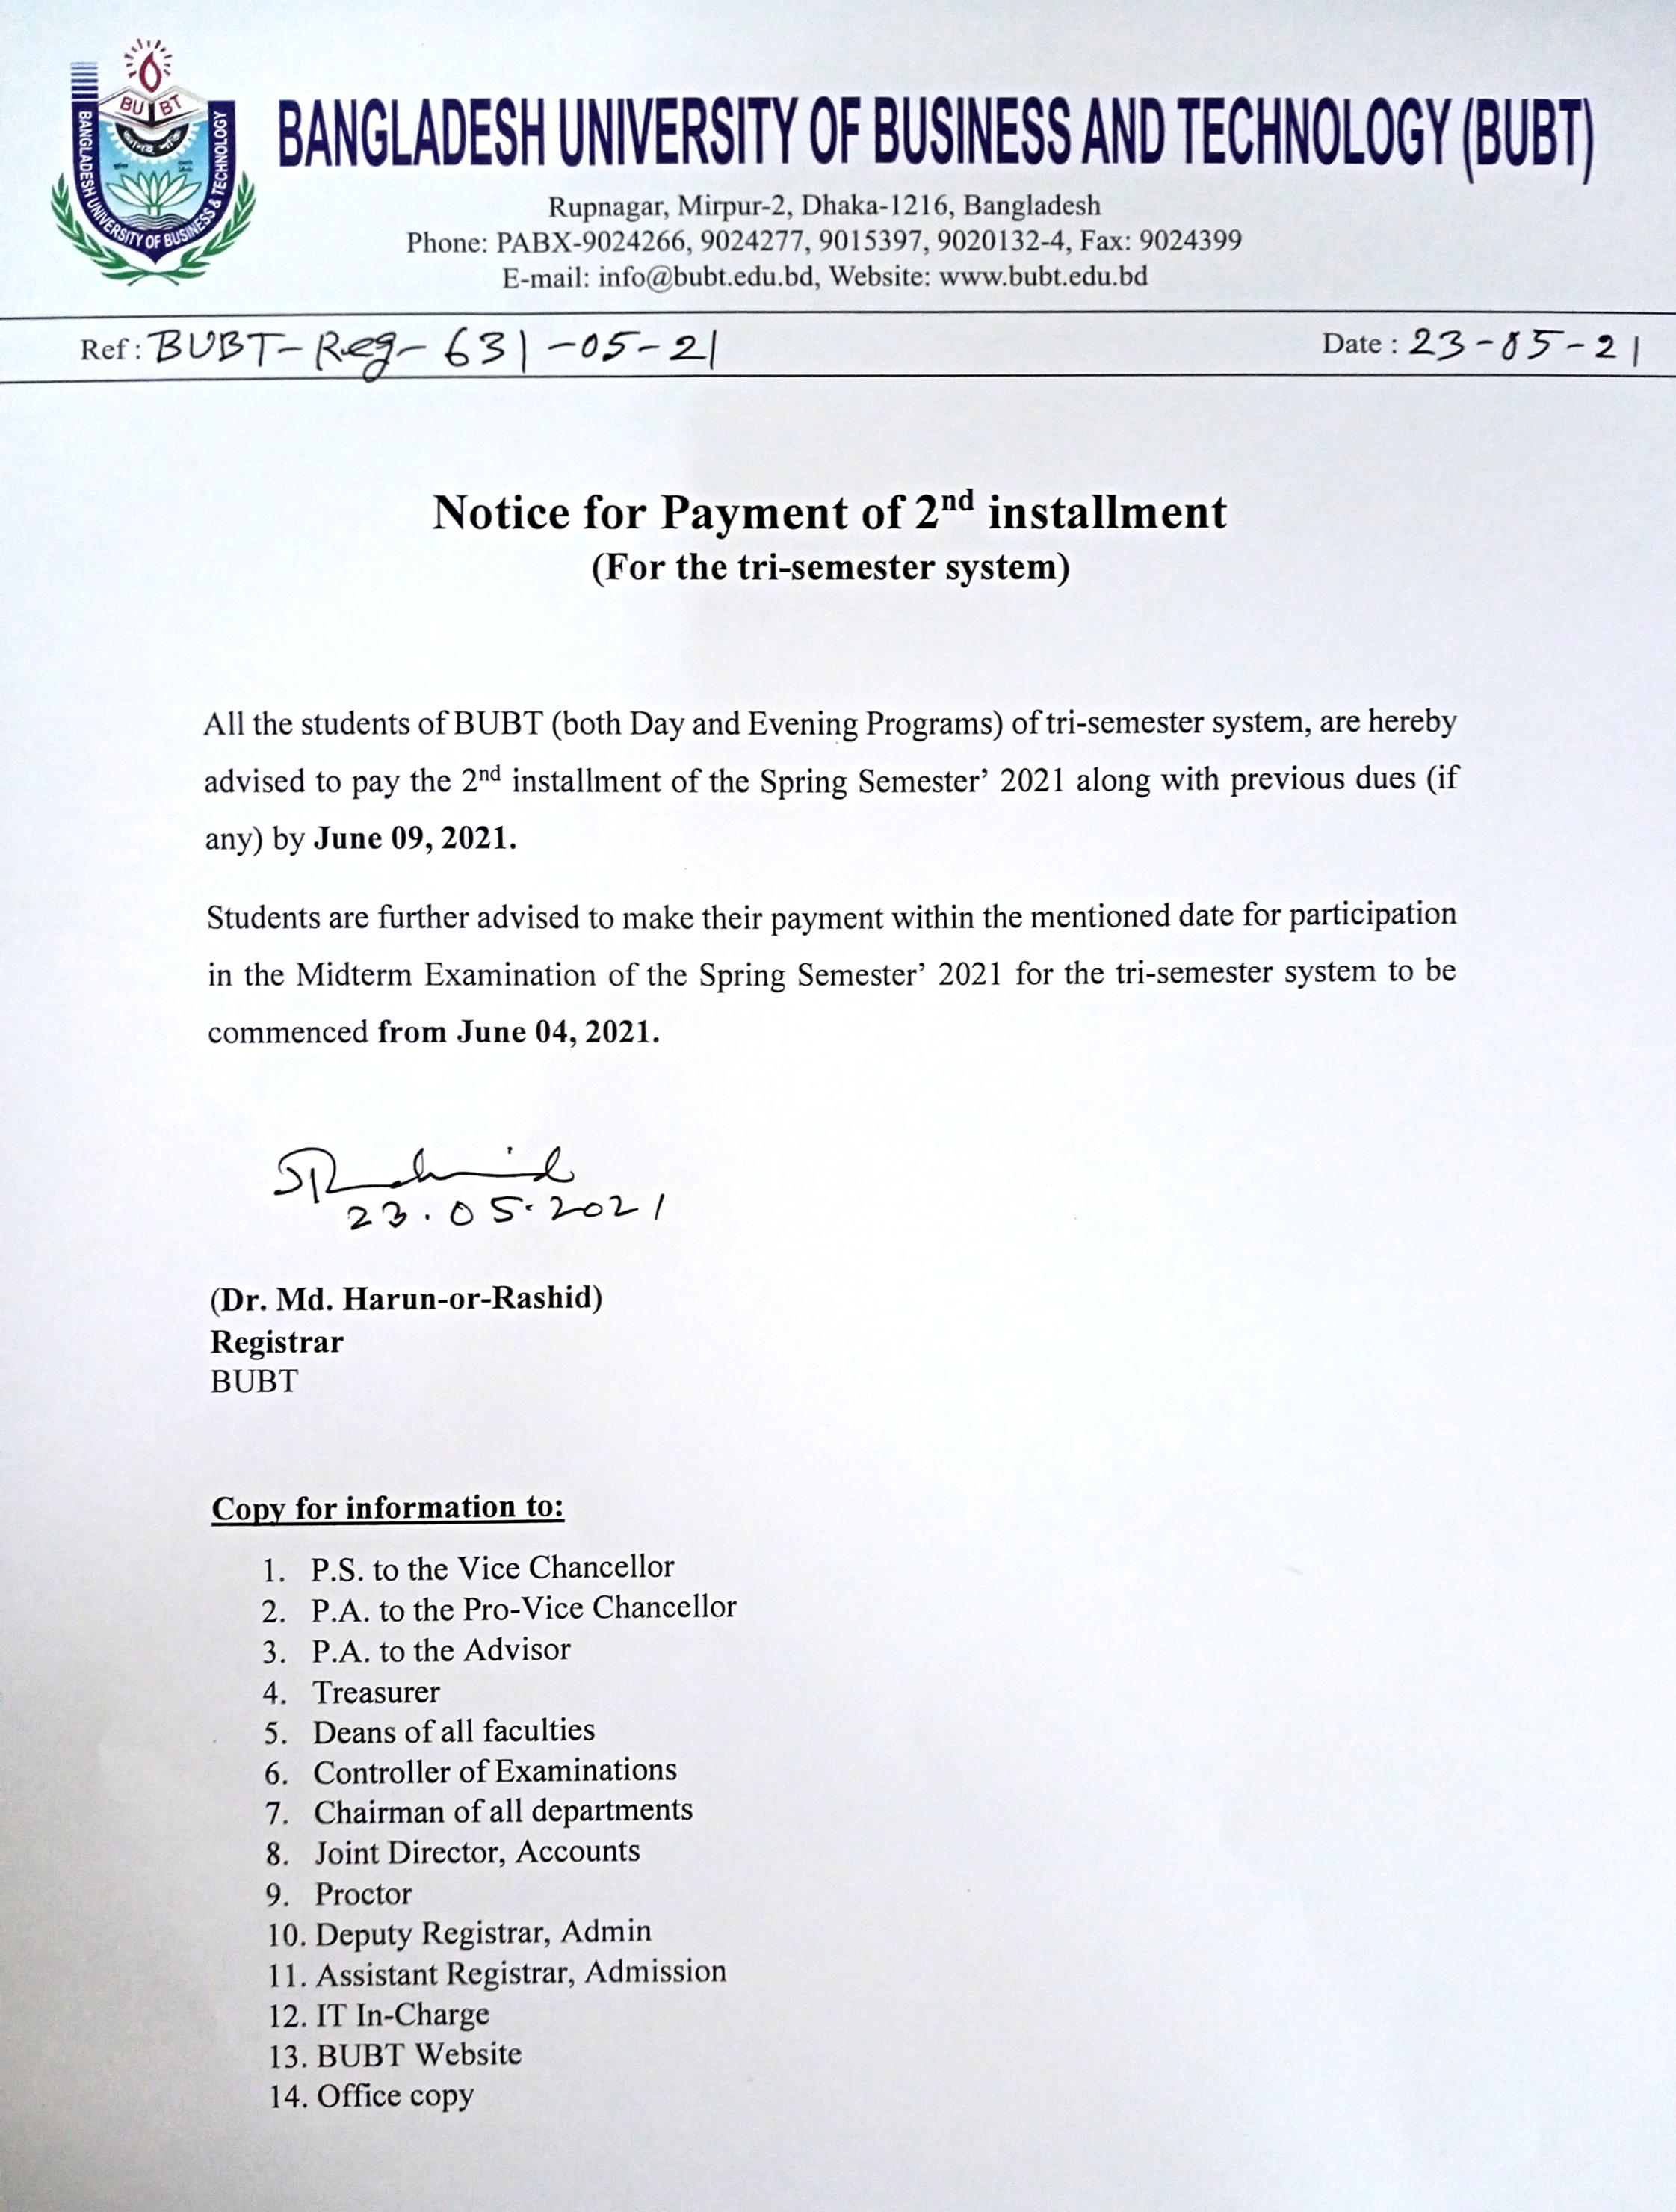 BU BT
BANGLADESH UNIVERSITY OF BUSINESS & TECHNOLOGY
BANGLADESH UNIVERSITY OF BUSINESS AND TECHNOLOGY (BUBT)
Rupnagar, Mirpur-2, Dhaka-1216, Bangladesh
Phone: PABX-9024266, 9024277, 9015397, 9020132-4, Fax: 9024399
E-mail: info@bubt.edu.bd, Website: www.bubt.edu.bd
Ref: BUBT-Reg-631-05-21 Date: 23-05-21
Notice for Payment of 2nd installment
(For the tri-semester system)
All the students of BUBT (both Day and Evening Programs) of tri-semester system, are hereby
advised to pay the 2nd installment of the Spring Semester' 2021 along with previous dues (if
any) by June 09, 2021.
Students are further advised to make their payment within the mentioned date for participation
in the Midterm Examination of the Spring Semester' 2021 for the tri-semester system to be
commenced from June 04, 2021.
23.05.2021
(Dr. Md. Harun-or-Rashid)
Registrar
BUBT
Copy for information to:
1. P.S. to the Vice Chancellor
2. P.A. to the Pro-Vice Chancellor
3. P.A. to the Advisor
4. Treasurer
5. Deans of all faculties
6. Controller of Examinations
7. Chairman of all departments
8. Joint Director, Accounts
9. Proctor
10. Deputy Registrar, Admin
11. Assistant Registrar, Admission
12. IT In-Charge
13. BUBT Website
14. Office copy